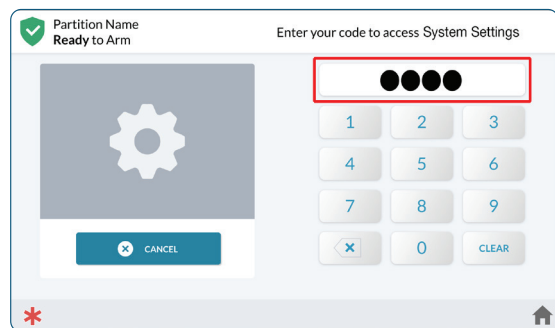 Partition Name
Ready to Arm
Enter your code to access System Settings
1 2 3
4 5 6
7 8 9
0 CLEAR
CANCEL